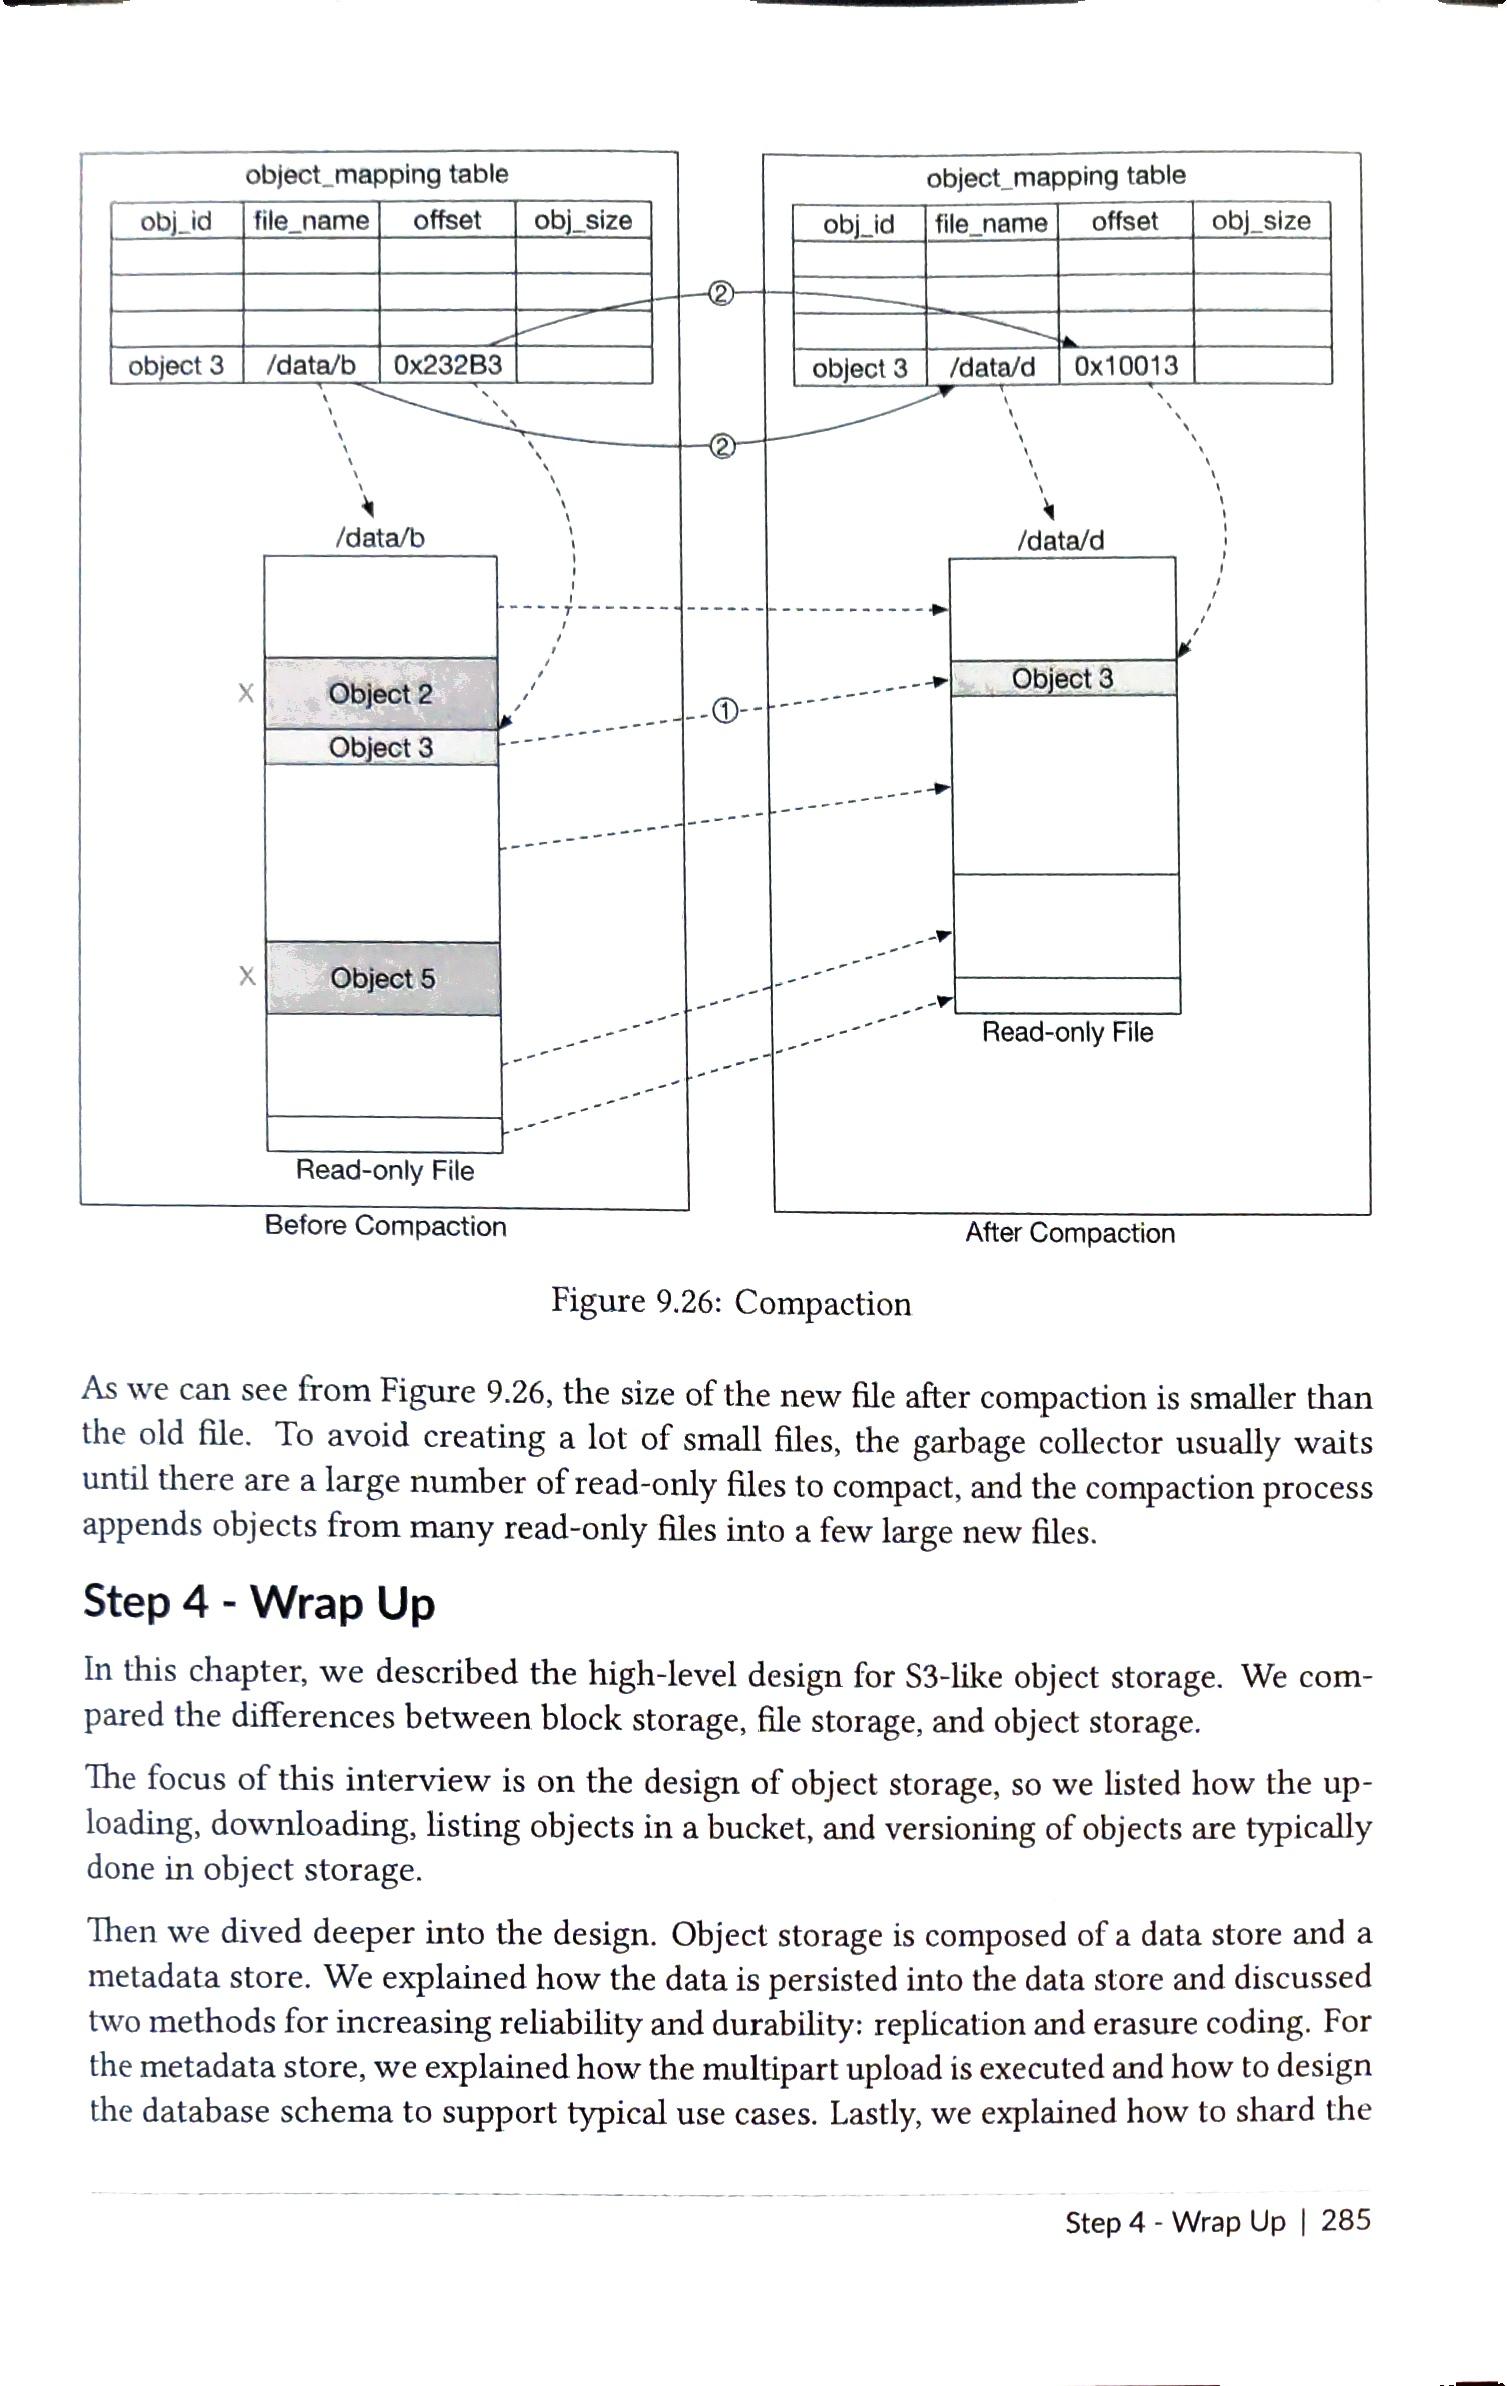 object_mapping table
obj_id file_name offset obj_size
object 3 /data/b 0x232B3
②
②
/data/b
X Object 2
Object 3
①
X Object 5
Read-only File
Before Compaction
object_mapping table
obj_id file_name offset obj_size
object 3 /data/d 0x10013
/data/d
Object 3
Read-only File
After Compaction
Figure 9.26: Compaction
As we can see from Figure 9.26, the size of the new file after compaction is smaller than
the old file. To avoid creating a lot of small files, the garbage collector usually waits
until there are a large number of read-only files to compact, and the compaction process
appends objects from many read-only files into a few large new files.
Step 4 - Wrap Up
In this chapter, we described the high-level design for S3-like object storage. We com-
pared the differences between block storage, file storage, and object storage.
The focus of this interview is on the design of object storage, so we listed how the up-
loading, downloading, listing objects in a bucket, and versioning of objects are typically
done in object storage.
Then we dived deeper into the design. Object storage is composed of a data store and a
metadata store. We explained how the data is persisted into the data store and discussed
two methods for increasing reliability and durability: replication and erasure coding. For
the metadata store, we explained how the multipart upload is executed and how to design
the database schema to support typical use cases. Lastly, we explained how to shard the
Step 4 - Wrap Up | 285